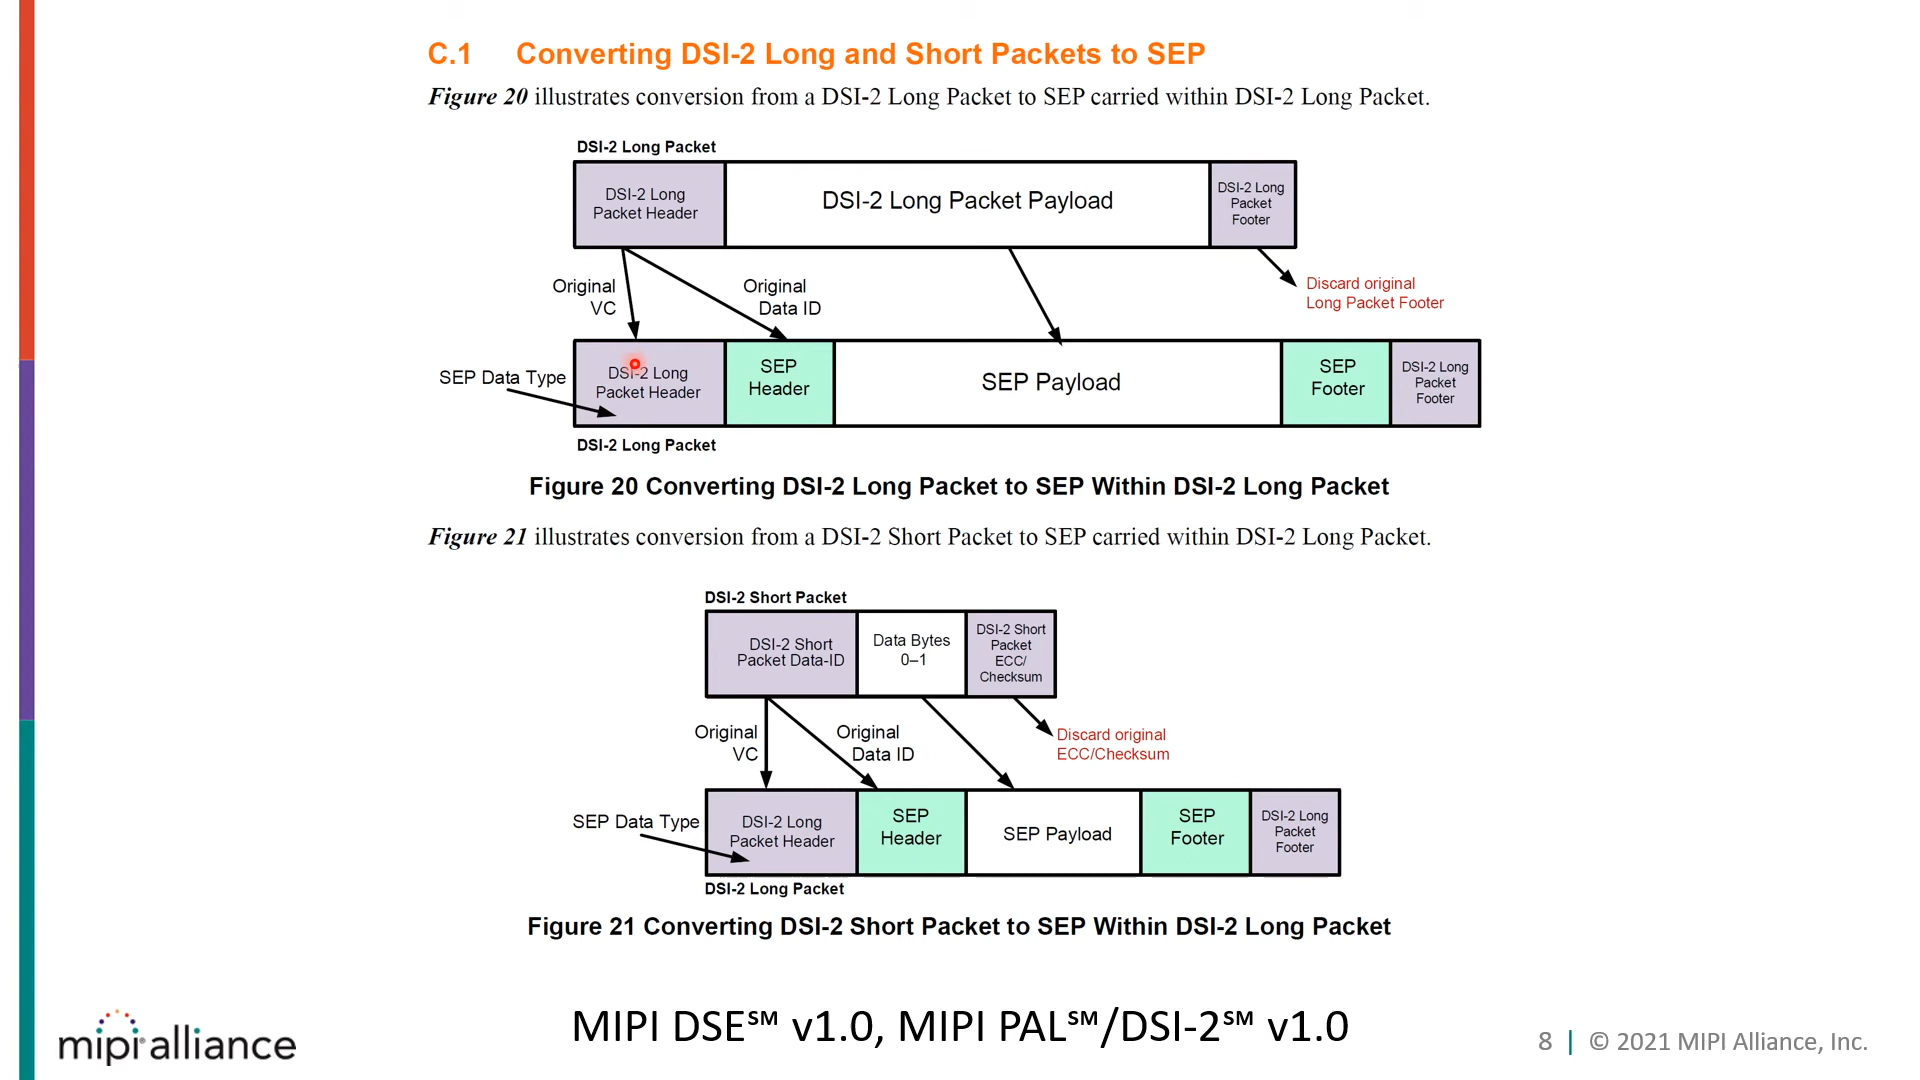 C.1 Converting DSI-2 Long and Short Packets to SEP
Figure 20 illustrates conversion from a DSI-2 Long Packet to SEP carried within DSI-2 Long Packet.
DSI-2 Long Packet
DSI-2 Long
Packet Header
DSI-2 Long Packet Payload
DSI-2 Long
Packet
Footer
Original
VC
Original
Data ID
Discard original
Long Packet Footer
SEP Data Type
DSI-2 Long
Packet Header
SEP
Header
SEP Payload
SEP
Footer
DSI-2 Long
Packet
Footer
DSI-2 Long Packet
Figure 20 Converting DSI-2 Long Packet to SEP Within DSI-2 Long Packet
Figure 21 illustrates conversion from a DSI-2 Short Packet to SEP carried within DSI-2 Long Packet.
DSI-2 Short Packet
DSI-2 Short
Packet Data-ID
Data Bytes
0–1
DSI-2 Short
Packet
ECC/
Checksum
Original
VC
Original
Data ID
Discard original
ECC/Checksum
SEP Data Type
DSI-2 Long
Packet Header
SEP
Header
SEP Payload
SEP
Footer
DSI-2 Long
Packet
Footer
DSI-2 Long Packet
Figure 21 Converting DSI-2 Short Packet to SEP Within DSI-2 Long Packet
mipi alliance
MIPI DSE℠ v1.0, MIPI PAL℠/DSI-2℠ v1.0
8 | © 2021 MIPI Alliance, Inc.